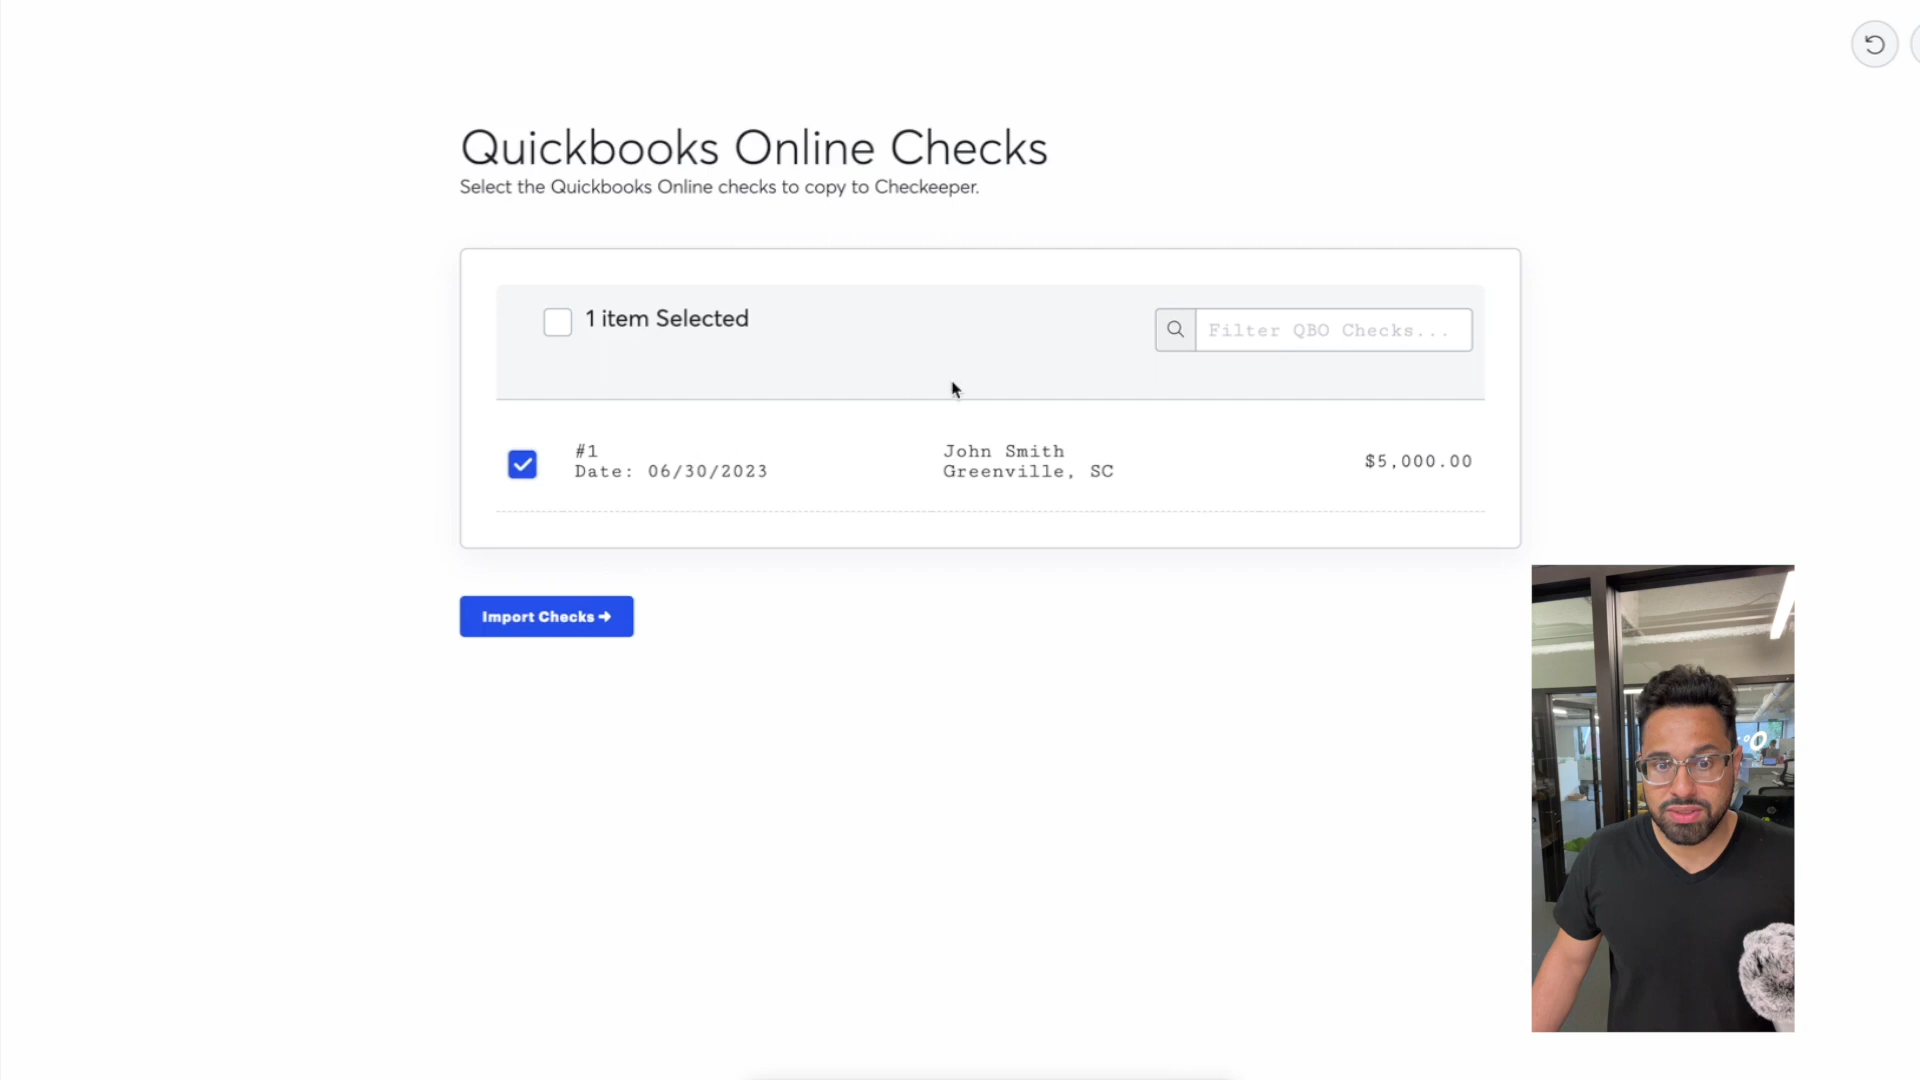 Quickbooks Online Checks
Select the Quickbooks Online checks to copy to Checkeeper.
1 item Selected
Filter QBO Checks...
#1
John Smith
$5,000.00
Date: 06/30/2023
Greenville, SC
Import Checks →